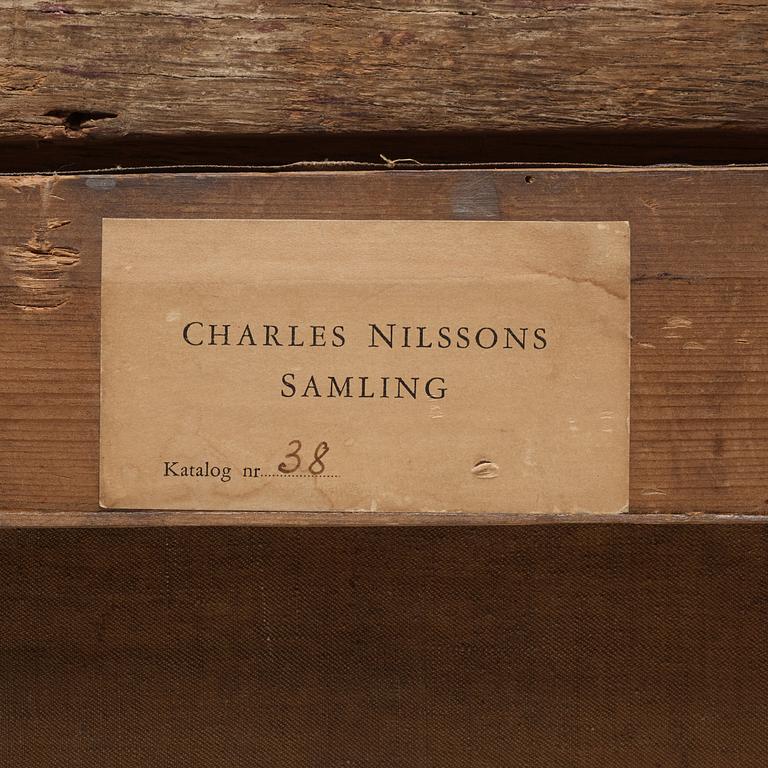 CHARLES NILSSONS
SAMLING
Katalog nr. 38